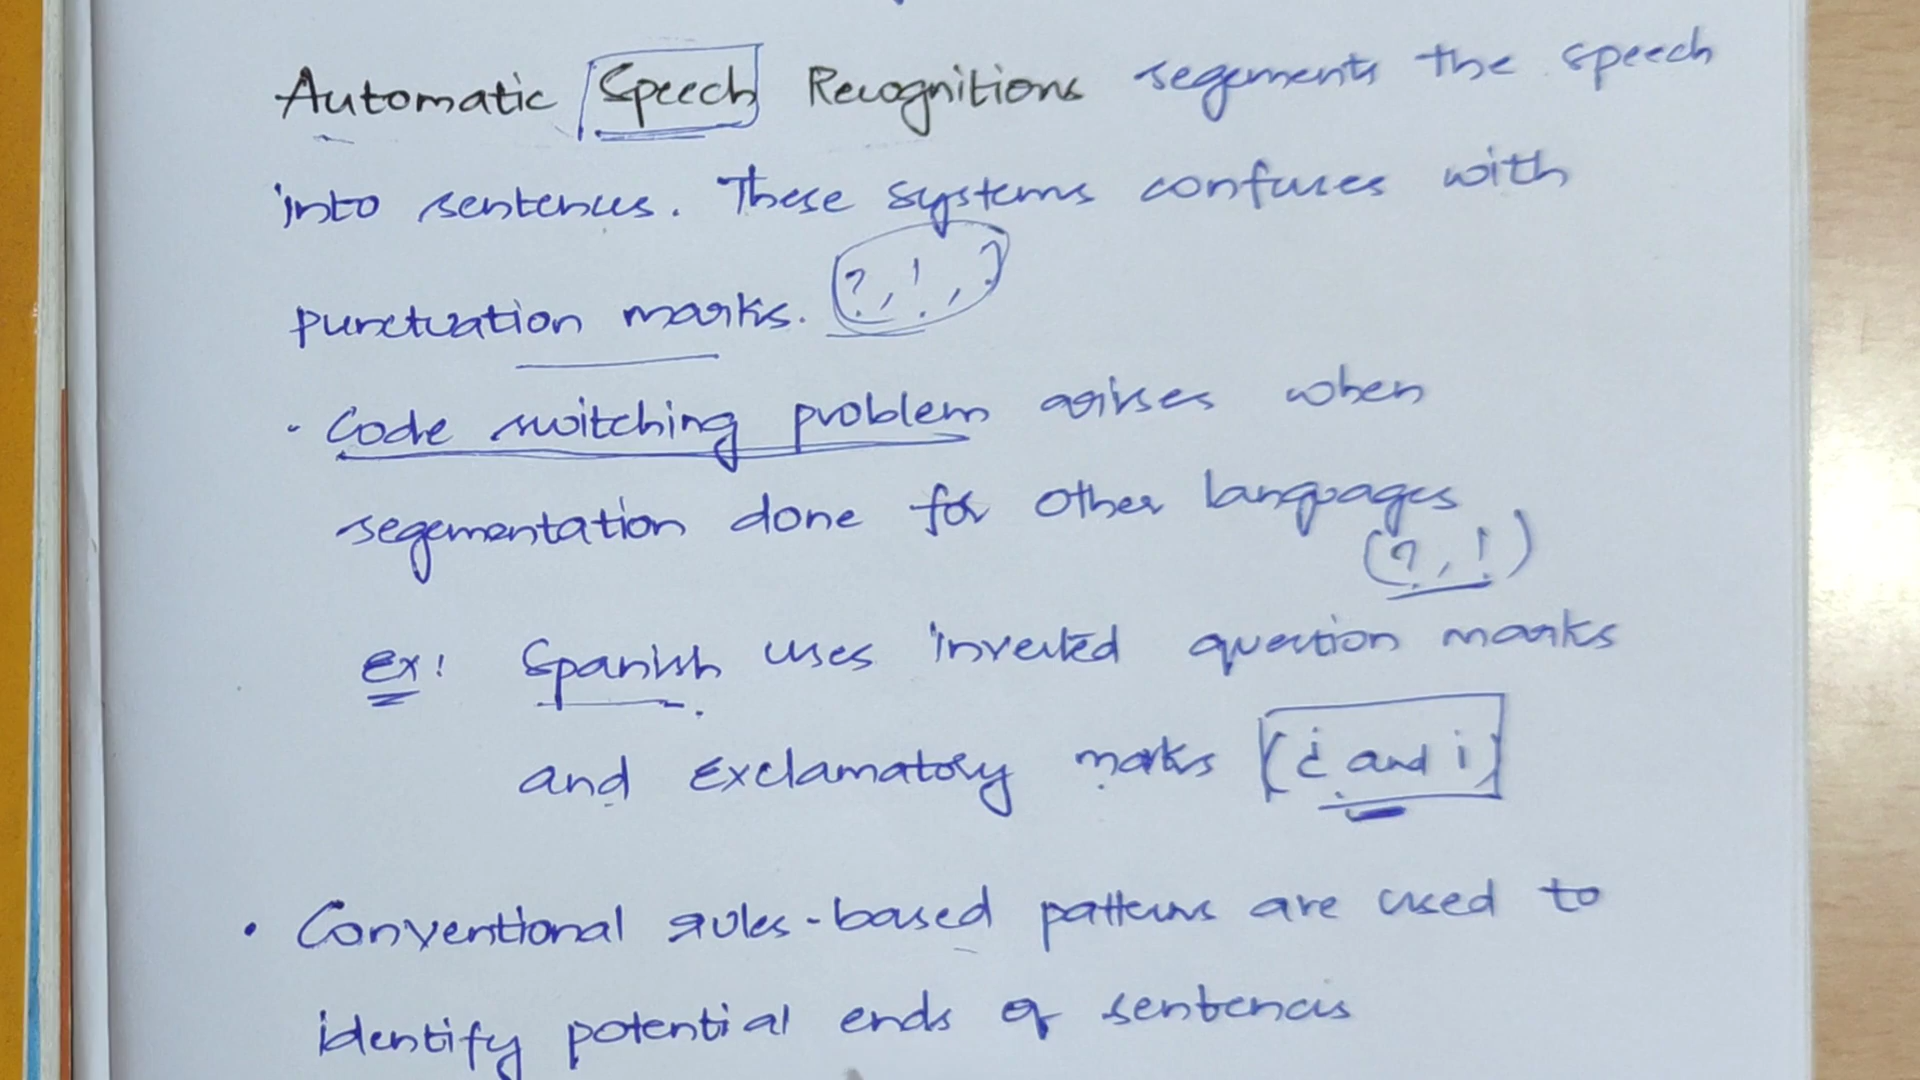 Automatic Speech Recognitions segements the speech
into sentences. These systems confuses with
punctuation marks. (?, !, ?)
· Code switching problem arises when
segementation done for other languages
(?, !)
Ex: Spanish uses inverted question marks
and exclamatory marks (¿ and ¡)
• Conventional rules-based patterns are used to
identify potential ends of sentences